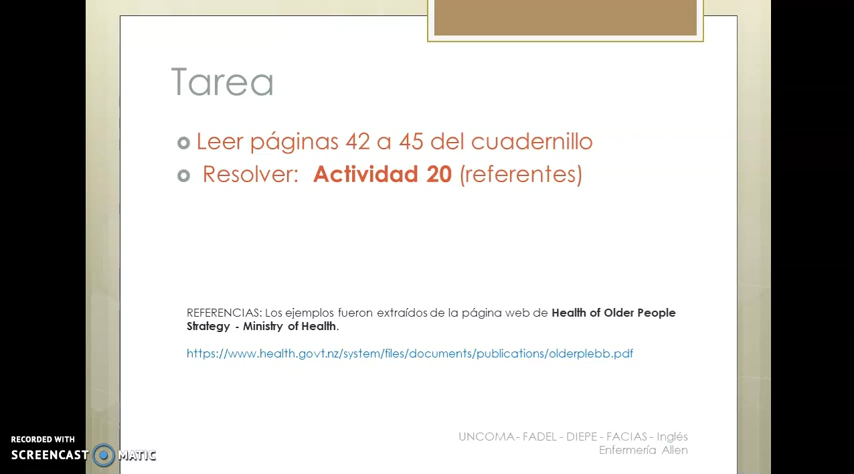 Tarea
Leer páginas 42 a 45 del cuadernillo
Resolver: Actividad 20 (referentes)
REFERENCIAS: Los ejemplos fueron extraídos de la página web de Health of Older People
Strategy - Ministry of Health.
https://www.health.govt.nz/system/files/documents/publications/olderplebb.pdf
UNCOMA- FADEL - DIEPE - FACIAS - Inglés
Enfermería Allen
RECORDED WITH
SCREENCAST MATIC